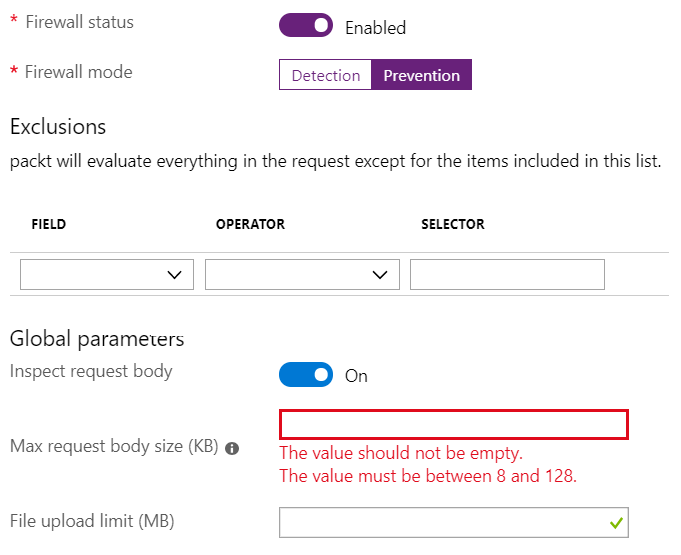 * Firewall status Enabled
* Firewall mode Detection Prevention
Exclusions
packt will evaluate everything in the request except for the items included in this list.
FIELD OPERATOR SELECTOR
Global parameters
Inspect request body On
Max request body size (KB)
The value should not be empty.
The value must be between 8 and 128.
File upload limit (MB)